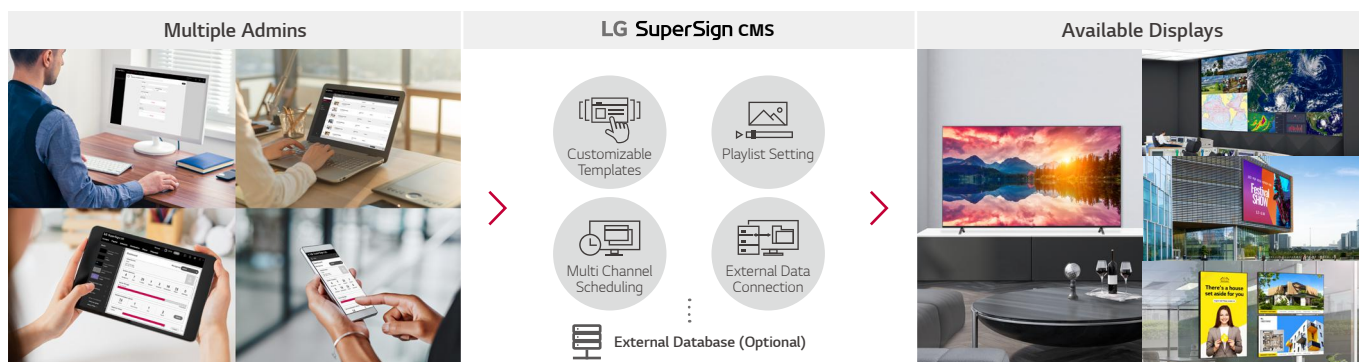 Multiple Admins
LG SuperSign CMS
Customizable
Templates
Playlist Setting
Multi Channel
Scheduling
External Data
Connection
External Database (Optional)
Available Displays
Festival
SHOW
There's a house
set aside for you